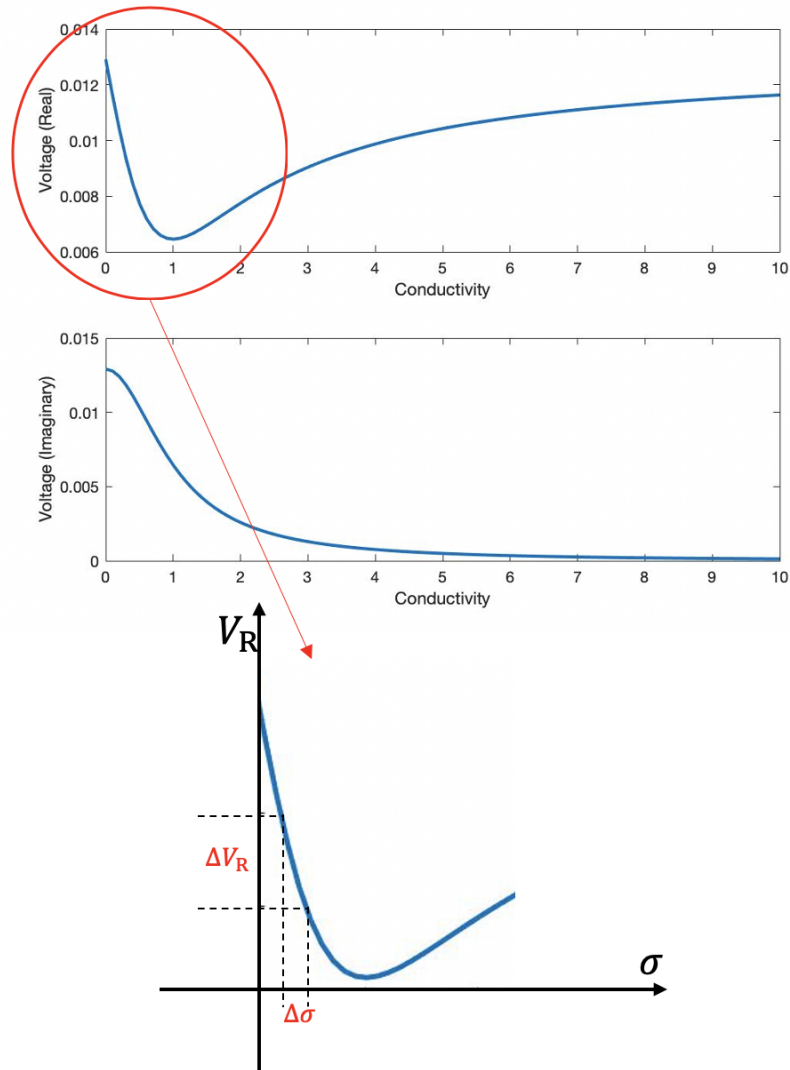 0.014
0.012
0.01
0.008
0.006
Voltage (Real)
0 1 2 3 4 5 6 7 8 9 10
Conductivity
0.015
0.01
0.005
0
Voltage (Imaginary)
0 1 2 3 4 5 6 7 8 9 10
Conductivity
V_R
ΔV_R
σ
Δσ